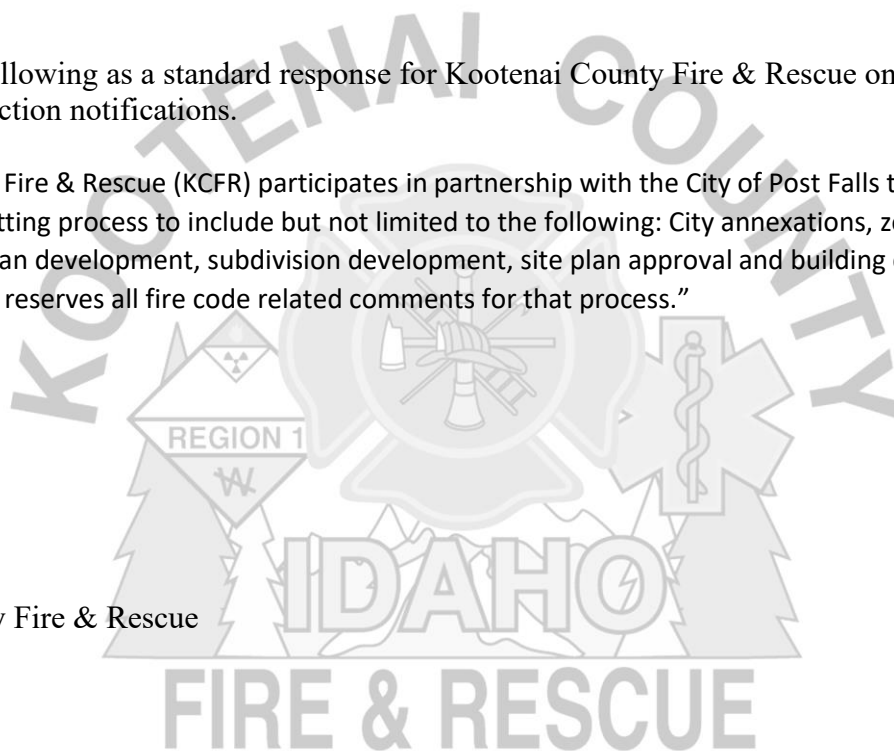 KOOTENAI COUNTY
llowing as a standard response for Kootenai County Fire & Rescue on
ction notifications.
Fire & Rescue (KCFR) participates in partnership with the City of Post Falls t
tting process to include but not limited to the following: City annexations, z
an development, subdivision development, site plan approval and building
reserves all fire code related comments for that process.”
REGION 1
W
IDAHO
y Fire & Rescue
FIRE & RESCUE